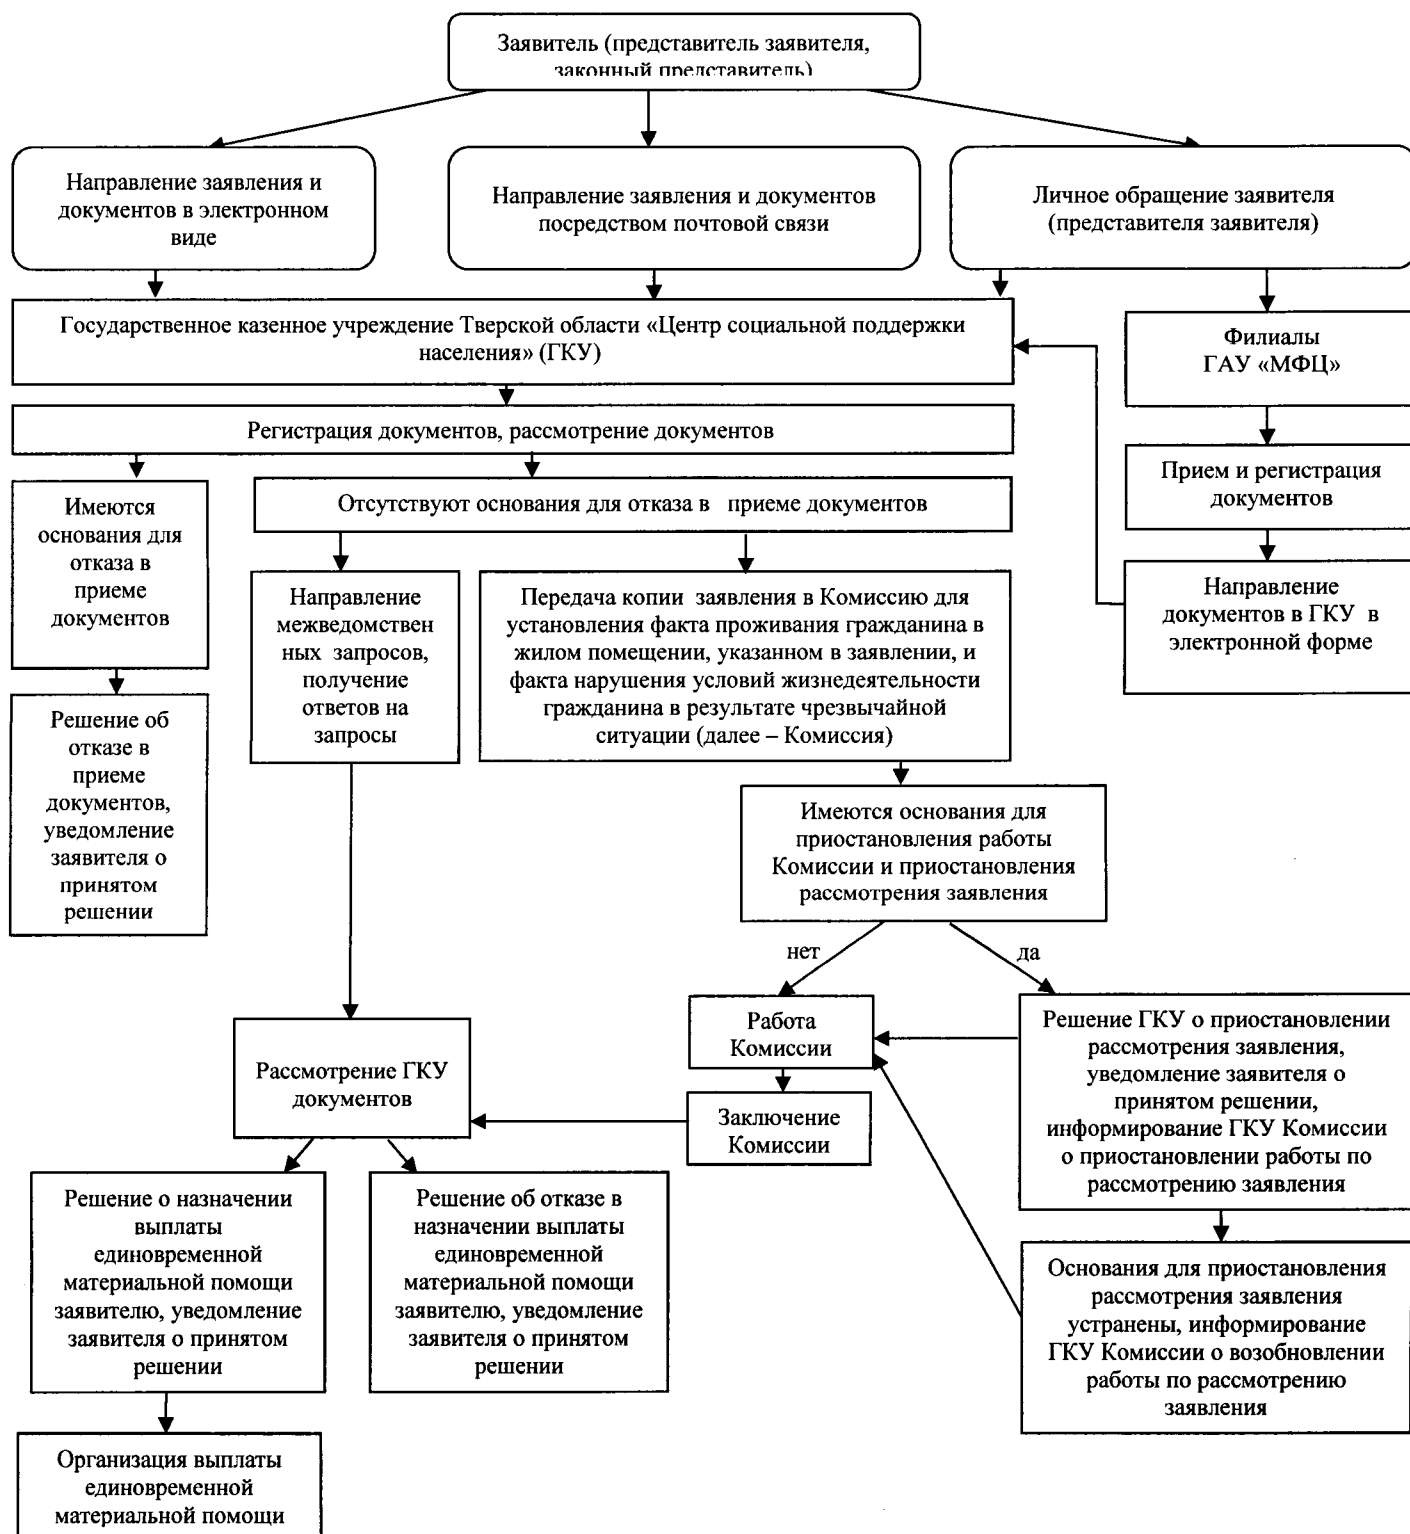 Заявитель (представитель заявителя,
законный представитель)
Направление заявления и
документов в электронном
виде
Направление заявления и документов
посредством почтовой связи
Личное обращение заявителя
(представителя заявителя)
Государственное казенное учреждение Тверской области «Центр социальной поддержки
населения» (ГКУ)
Филиалы
ГАУ «МФЦ»
Регистрация документов, рассмотрение документов
Прием и регистрация
документов
Имеются
основания для
отказа в
приеме
документов
Отсутствуют основания для отказа в приеме документов
Направление
документов в ГКУ в
электронной форме
Направление
межведомствен
ных запросов,
получение
ответов на
запросы
Передача копии заявления в Комиссию для
установления факта проживания гражданина в
жилом помещении, указанном в заявлении, и
факта нарушения условий жизнедеятельности
гражданина в результате чрезвычайной
ситуации (далее – Комиссия)
Решение об
отказе в
приеме
документов,
уведомление
заявителя о
принятом
решении
Имеются основания для
приостановления работы
Комиссии и приостановления
рассмотрения заявления
нет
да
Работа
Комиссии
Решение ГКУ о приостановлении
рассмотрения заявления,
уведомление заявителя о
принятом решении,
информирование ГКУ Комиссии
о приостановлении работы по
рассмотрению заявления
Рассмотрение ГКУ
документов
Заключение
Комиссии
Решение о назначении
выплаты
единовременной
материальной помощи
заявителю, уведомление
заявителя о принятом
решении
Решение об отказе в
назначении выплаты
единовременной
материальной помощи
заявителю, уведомление
заявителя о принятом
решении
Основания для приостановления
рассмотрения заявления
устранены, информирование
ГКУ Комиссии о возобновлении
работы по рассмотрению
заявления
Организация выплаты
единовременной
материальной помощи